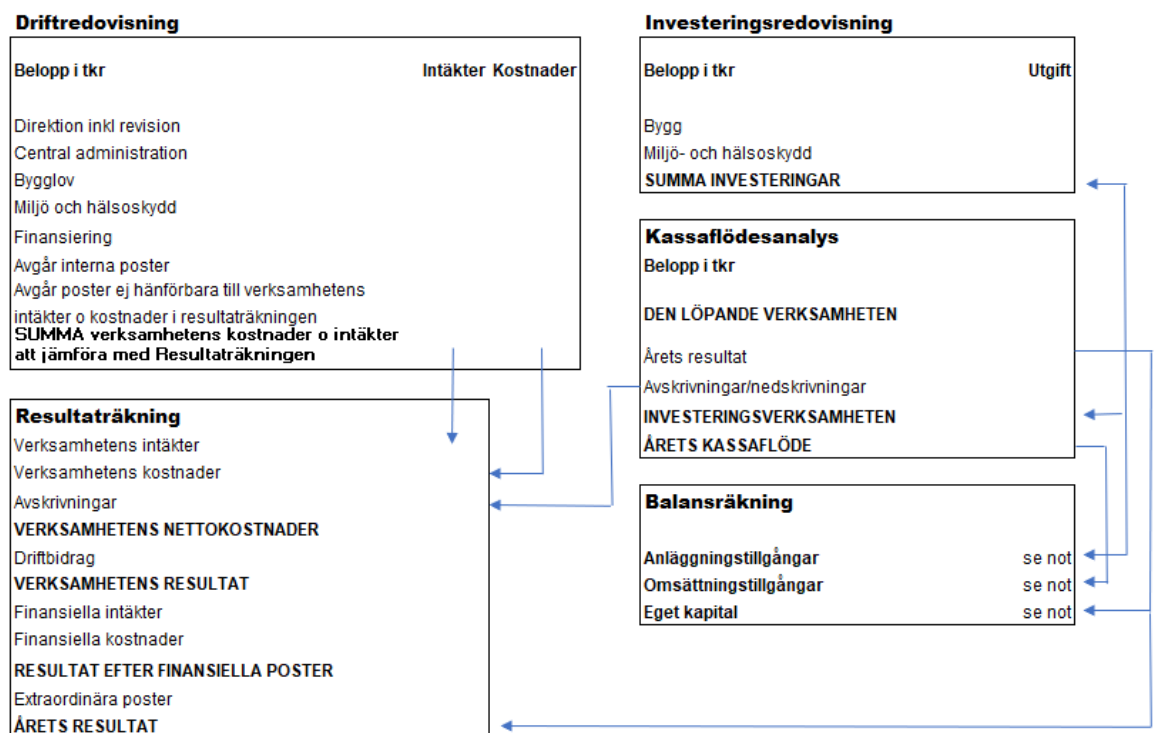 Driftredovisning
Belopp i tkr Intäkter Kostnader
Direktion inkl revision
Central administration
Bygglov
Miljö och hälsoskydd
Finansiering
Avgår interna poster
Avgår poster ej hänförbara till verksamhetens
intäkter o kostnader i resultaträkningen
SUMMA verksamhetens kostnader o intäkter
att jämföra med Resultaträkningen
Resultaträkning
Verksamhetens intäkter
Verksamhetens kostnader
Avskrivningar
VERKSAMHETENS NETTOKOSTNADER
Driftbidrag
VERKSAMHETENS RESULTAT
Finansiella intäkter
Finansiella kostnader
RESULTAT EFTER FINANSIELLA POSTER
Extraordinära poster
ÅRETS RESULTAT
Investeringsredovisning
Belopp i tkr Utgift
Bygg
Miljö- och hälsoskydd
SUMMA INVESTERINGAR
Kassaflödesanalys
Belopp i tkr
DEN LÖPANDE VERKSAMHETEN
Årets resultat
Avskrivningar/nedskrivningar
INVESTERINGSVERKSAMHETEN
ÅRETS KASSAFLÖDE
Balansräkning
Anläggningstillgångar se not
Omsättningstillgångar se not
Eget kapital se not